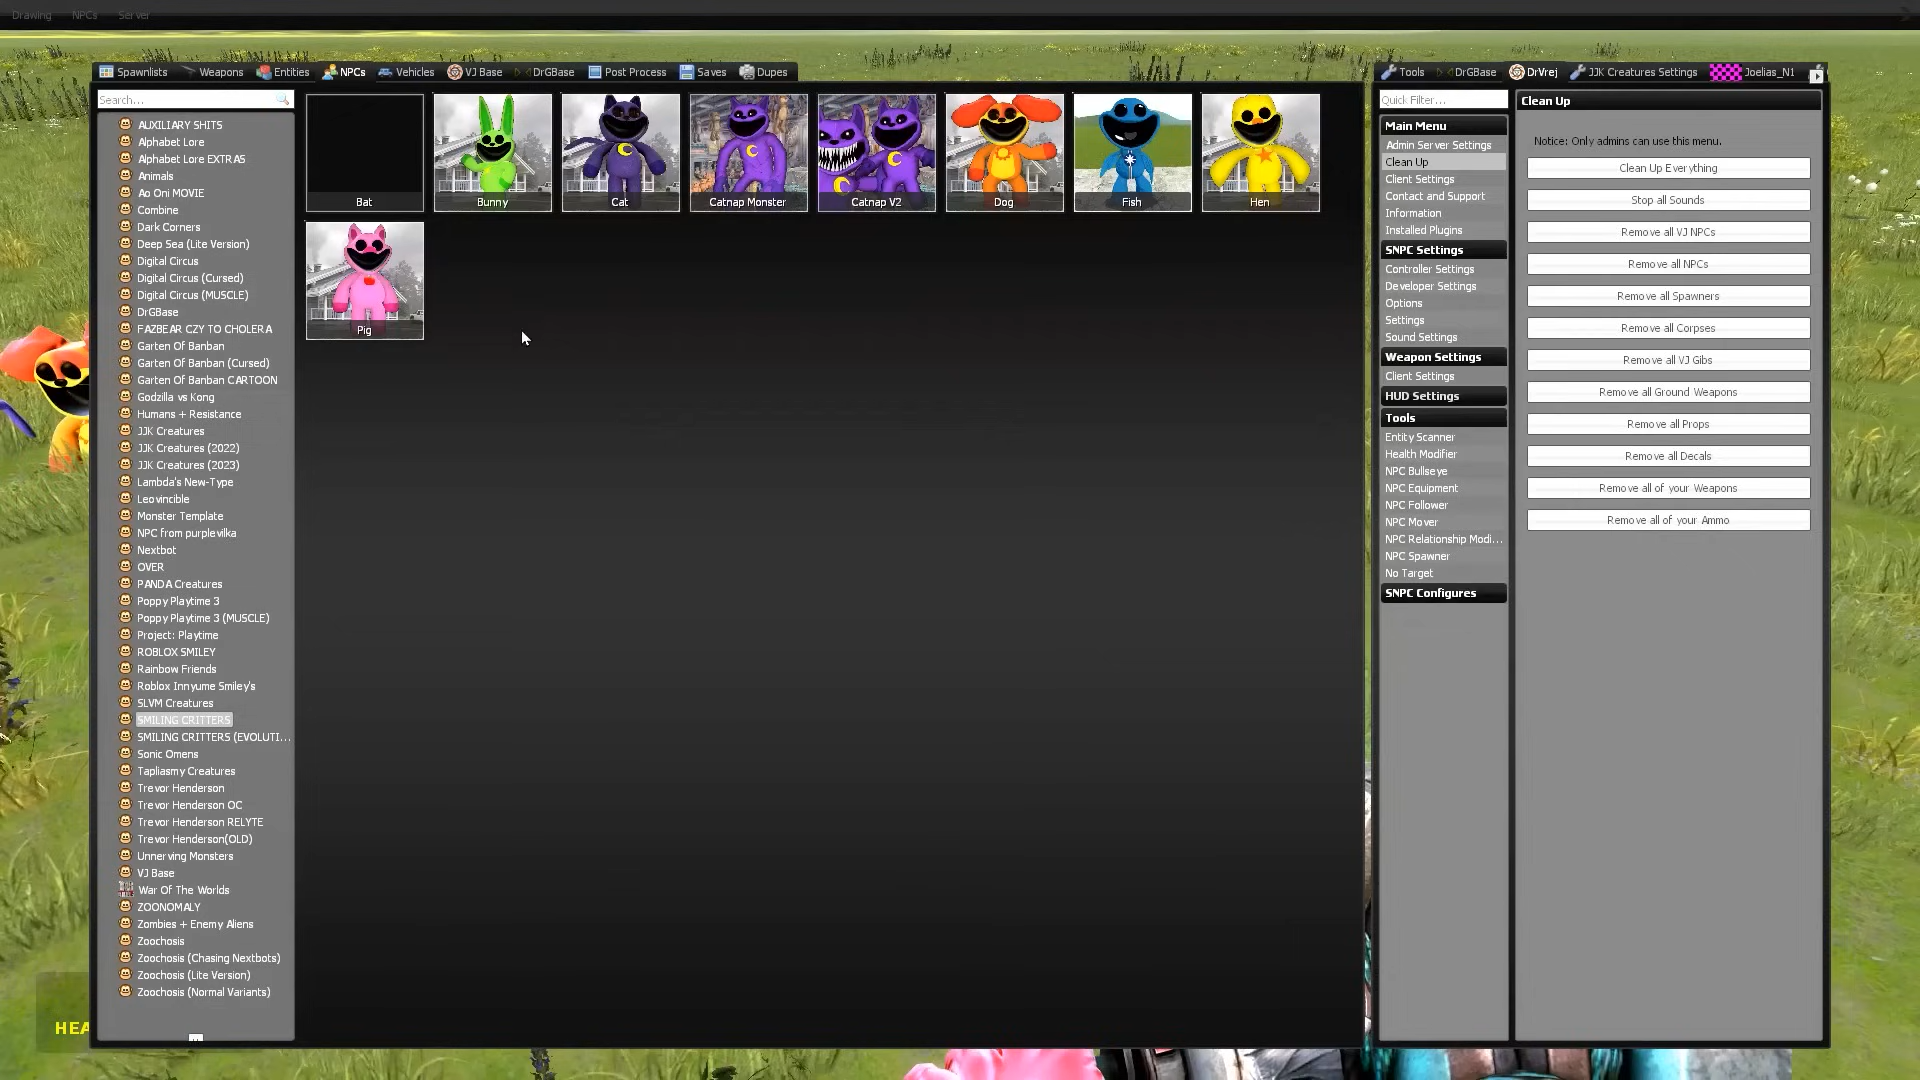 Drawing NPCs Server
Spawnlists Weapons Entities NPCs Vehicles VJ Base DrGBase Post Process Saves Dupes
Tools DrGBase DrVrej JJK Creatures Settings Joelias_N1
Search...
AUXILIARY SHITS
Alphabet Lore
Alphabet Lore EXTRAS
Animals
Ao Oni MOVIE
Combine
Dark Corners
Deep Sea (Lite Version)
Digital Circus
Digital Circus (Cursed)
Digital Circus (MUSCLE)
DrGBase
FAZBEAR CZY TO CHOLERA
Garten Of Banban
Garten Of Banban (Cursed)
Garten Of Banban CARTOON
Godzilla vs Kong
Humans + Resistance
JJK Creatures
JJK Creatures (2022)
JJK Creatures (2023)
Lambda's New-Type
Leovincible
Monster Template
NPC from purplevilka
Nextbot
OVER
PANDA Creatures
Poppy Playtime 3
Poppy Playtime 3 (MUSCLE)
Project: Playtime
ROBLOX SMILEY
Rainbow Friends
Roblox Innyume Smiley's
SLVM Creatures
SMILING CRITTERS
SMILING CRITTERS (EVOLUTI...
Sonic Omens
Tapliasmy Creatures
Trevor Henderson
Trevor Henderson OC
Trevor Henderson RELYTE
Trevor Henderson(OLD)
Unnerving Monsters
VJ Base
War Of The Worlds
ZOONOMALY
Zombies + Enemy Aliens
Zoochosis
Zoochosis (Chasing Nextbots)
Zoochosis (Lite Version)
Zoochosis (Normal Variants)
Bat Bunny Cat Catnap Monster Catnap V2 Dog Fish Hen
Pig
Quick Filter...
Main Menu
Admin Server Settings
Clean Up
Client Settings
Contact and Support
Information
Installed Plugins
SNPC Settings
Controller Settings
Developer Settings
Options
Settings
Sound Settings
Weapon Settings
Client Settings
HUD Settings
Tools
Entity Scanner
Health Modifier
NPC Bullseye
NPC Equipment
NPC Follower
NPC Mover
NPC Relationship Modi...
NPC Spawner
No Target
SNPC Configures
Clean Up
Notice: Only admins can use this menu.
Clean Up Everything
Stop all Sounds
Remove all VJ NPCs
Remove all NPCs
Remove all Spawners
Remove all Corpses
Remove all VJ Gibs
Remove all Ground Weapons
Remove all Props
Remove all Decals
Remove all of your Weapons
Remove all of your Ammo
HEA